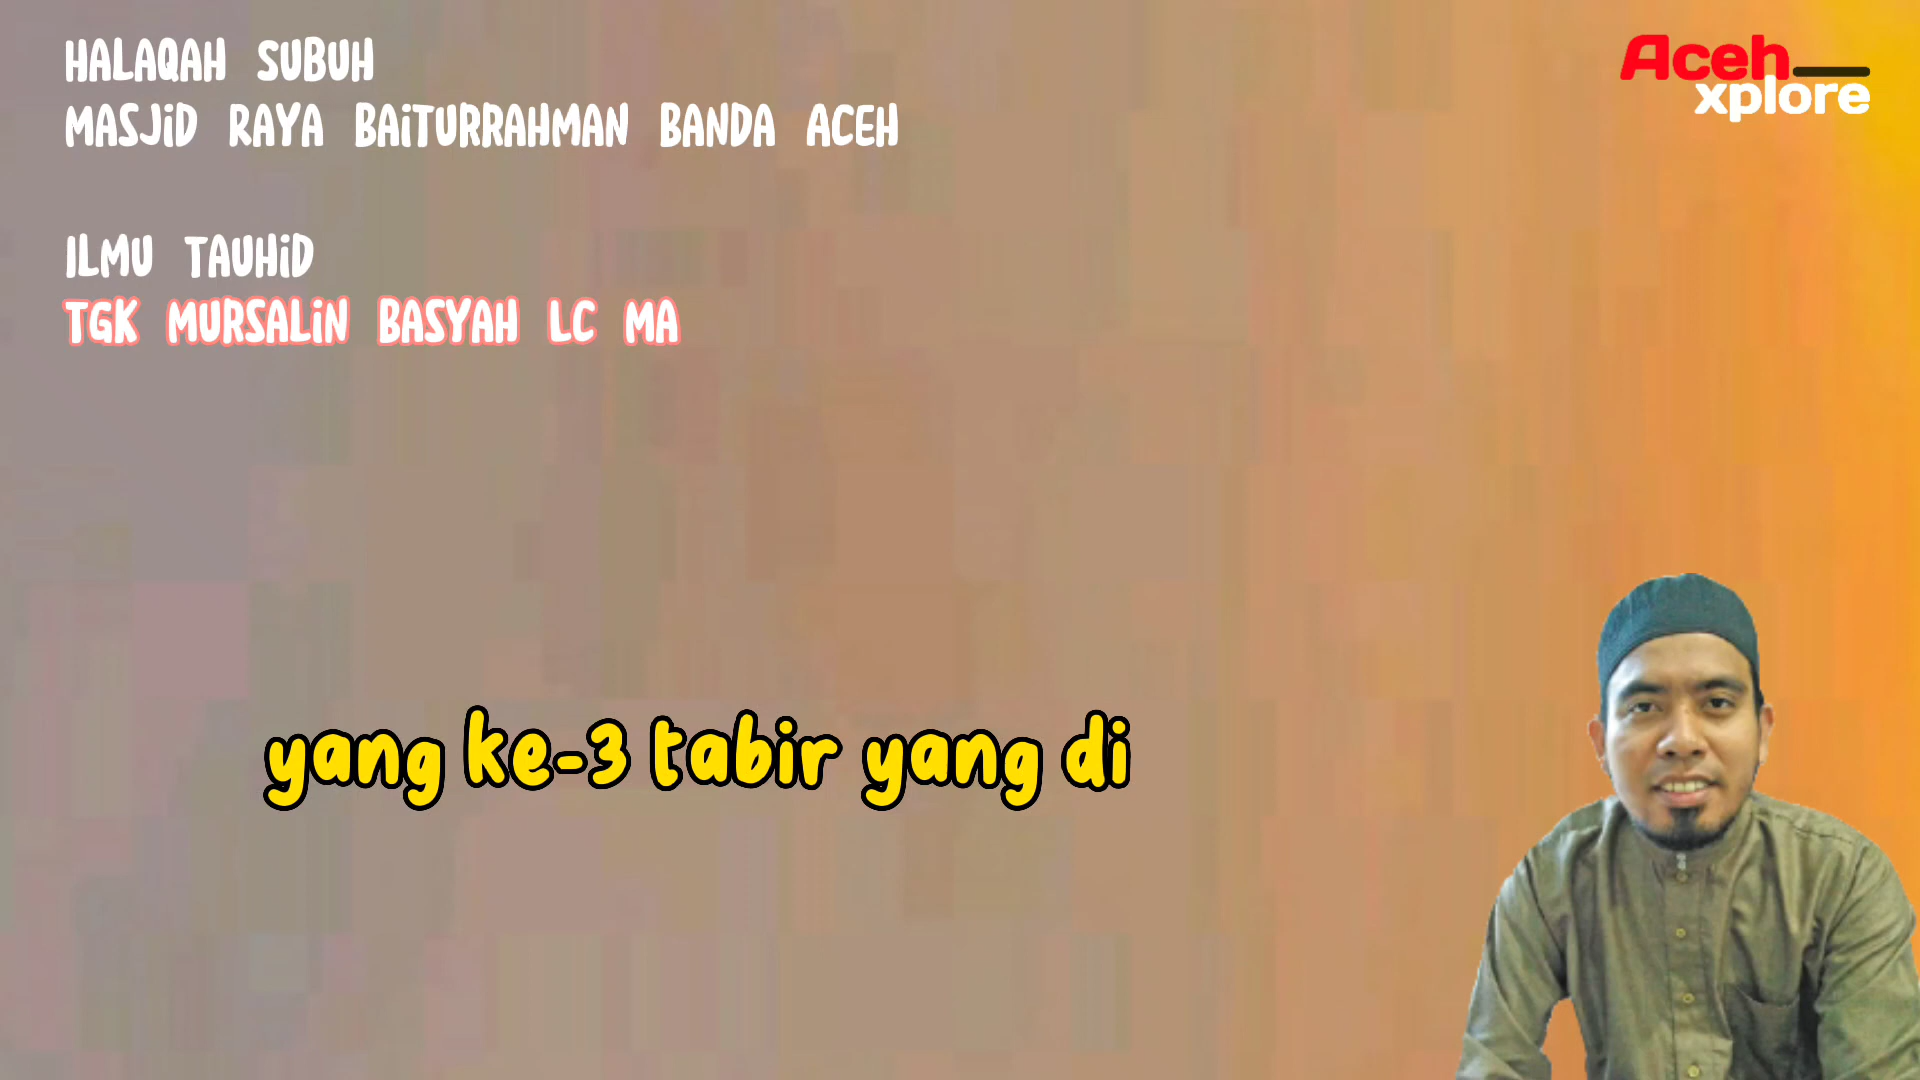 HALAQAH SUBUH
MASJiD RAYA BAiTURRAHMAN BANDA ACEH
ILMU TAUHiD
TGK MURSALiN BASYAH LC MA
Aceh
xplore
yang ke-3 tabir yang di